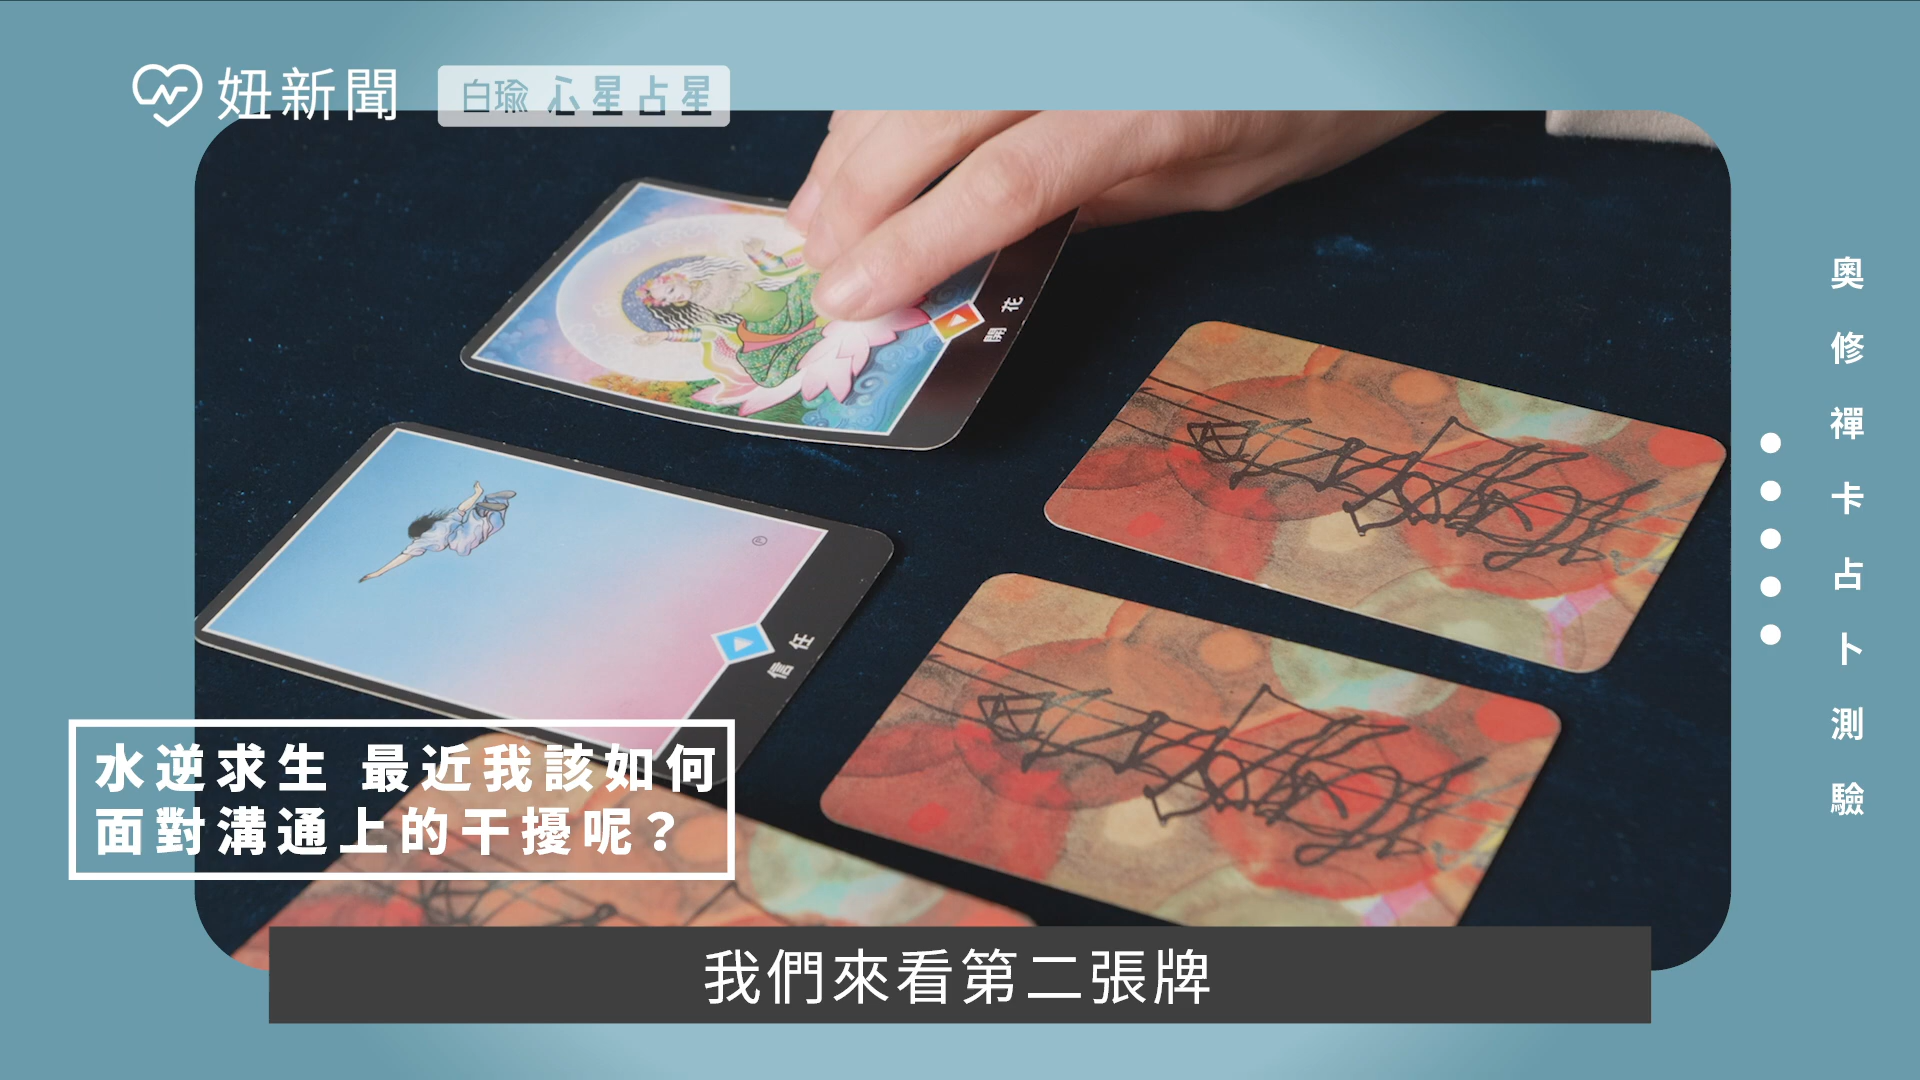 妞新聞
白瑜 心星占星
開花
信任
奧修禪卡占卜測驗
水逆求生 最近我該如何
面對溝通上的干擾呢？
我們來看第二張牌